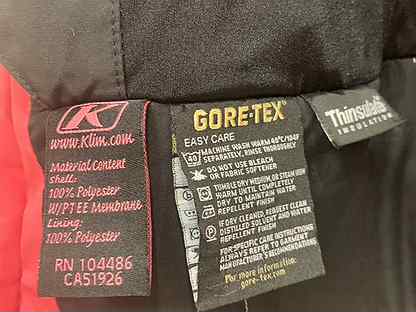 K
www.Klim.com
Material Content
Shell:
100% Polyester
W/PTEE Membrane
Lining:
100% Polyester
RN 104486
CA51926
GORE-TEX®
EASY CARE
40 MACHINE WASH WARM 40°C/104F
SEPARATELY, RINSE THOROUGHLY
DO NOT USE BLEACH
OR FABRIC SOFTENER
TUMBLE DRY MEDIUM, OR STEAM IRON
WARM UNTIL COMPLETELY
DRY TO MAINTAIN WATER
REPELLENT FINISH
IF DRY CLEANED, REQUEST CLEAN
DISTILLED SOLVENT AND WATER
REPELLENT FINISH
FOR SPECIFIC CARE INSTRUCTIONS
ALWAYS REFER TO GARMENT
MANUFACTURER'S RECOMMENDATIONS
For more information:
gore-tex.com
Thinsulate
INSULATION